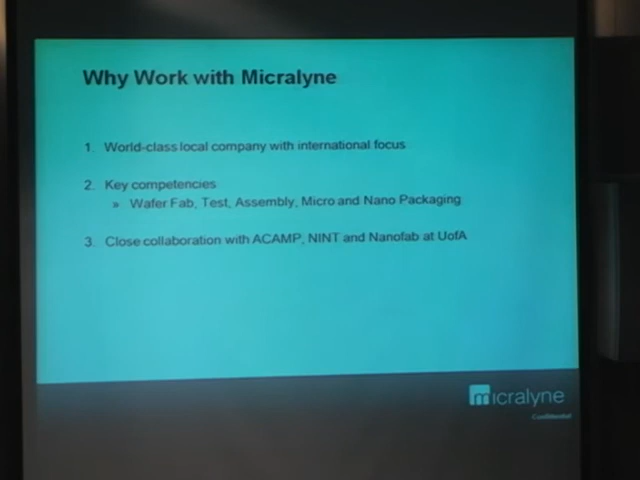 Why Work with Micralyne
1. World-class local company with international focus
2. Key competencies
» Wafer Fab, Test, Assembly, Micro and Nano Packaging
3. Close collaboration with ACAMP, NINT and Nanofab at UofA
micralyne
Confidential